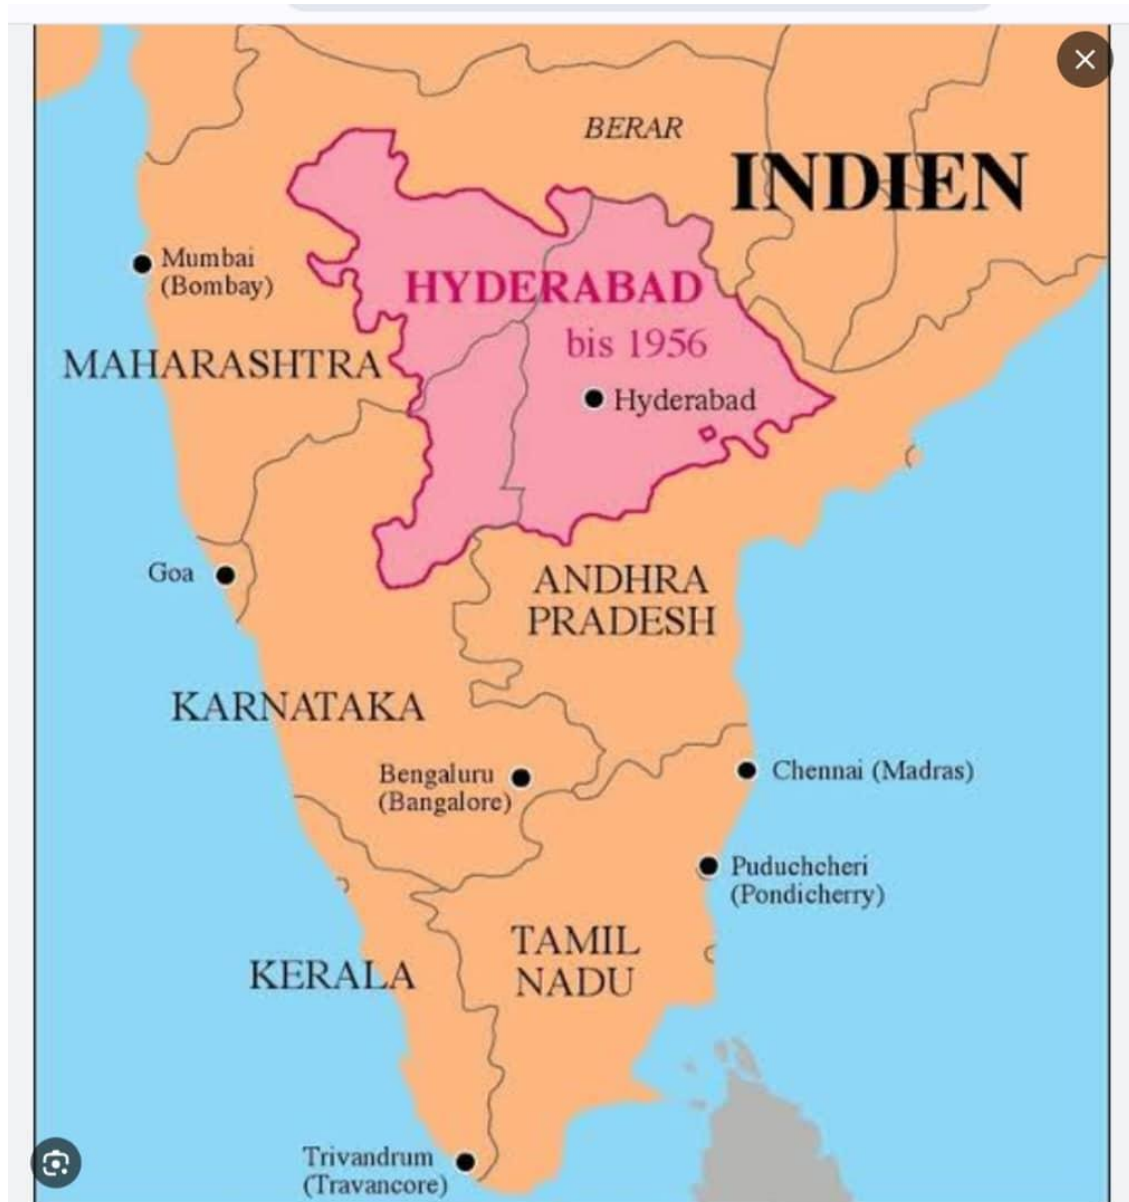 BERAR
INDIEN
Mumbai
(Bombay)
HYDERABAD
bis 1956
MAHARASHTRA
Hyderabad
Goa
ANDHRA
PRADESH
KARNATAKA
Bengaluru
(Bangalore)
Chennai (Madras)
Puduchcheri
(Pondicherry)
TAMIL
NADU
KERALA
Trivandrum
(Travancore)